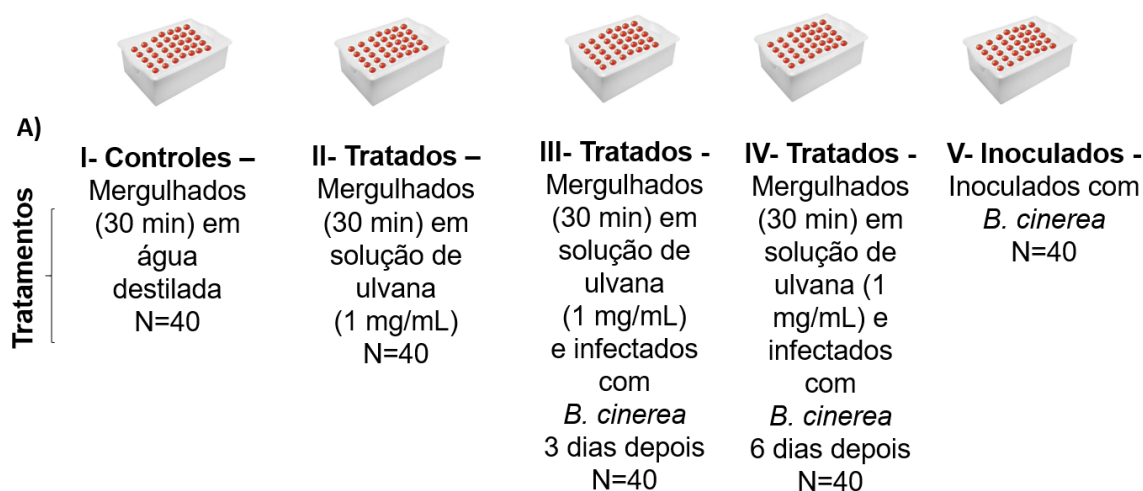 A)
Tratamentos
I- Controles –
Mergulhados
(30 min) em
água
destilada
N=40
II- Tratados –
Mergulhados
(30 min) em
solução de
ulvana
(1 mg/mL)
N=40
III- Tratados -
Mergulhados
(30 min) em
solução de
ulvana
(1 mg/mL)
e infectados
com
B. cinerea
3 dias depois
N=40
IV- Tratados -
Mergulhados
(30 min) em
solução de
ulvana (1
mg/mL) e
infectados
com
B. cinerea
6 dias depois
N=40
V- Inoculados -
Inoculados com
B. cinerea
N=40